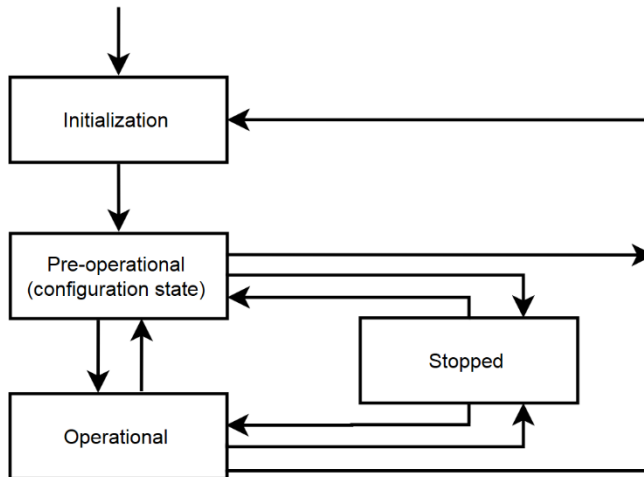 Initialization
Pre-operational
(configuration state)
Stopped
Operational